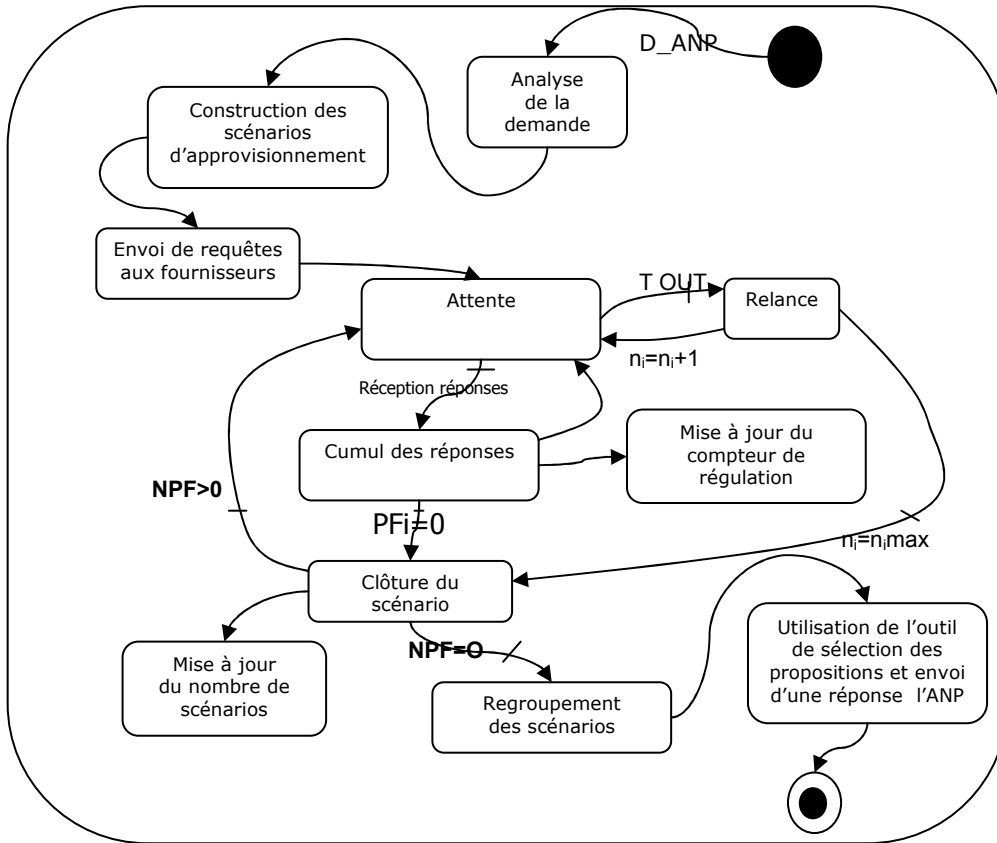 D_ANP
Analyse
de la
demande
Construction des
scénarios
d'approvisionnement
Envoi de requêtes
aux fournisseurs
Attente
T OUT
Relance
nᵢ=nᵢ+1
Réception réponses
Cumul des réponses
Mise à jour du
compteur de
régulation
NPF>0
PFi=0
nᵢ=nᵢmax
Clôture du
scénario
NPF=O
Mise à jour
du nombre de
scénarios
Regroupement
des scénarios
Utilisation de l'outil
de sélection des
propositions et envoi
d'une réponse l'ANP